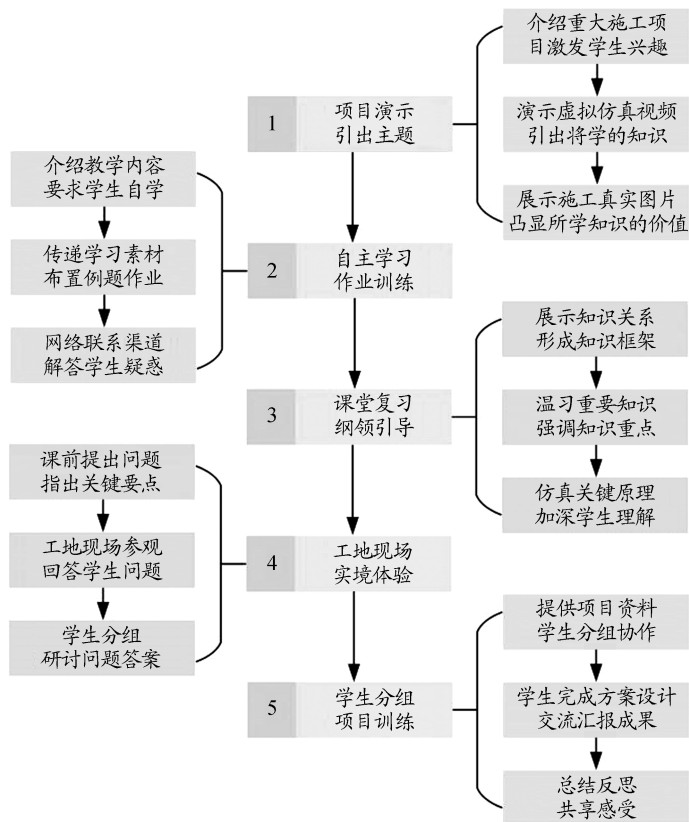 1
项目演示
引出主题
介绍重大施工项
目激发学生兴趣
演示虚拟仿真视频
引出将学的知识
展示施工真实图片
凸显所学知识的价值
2
自主学习
作业训练
介绍教学内容
要求学生自学
传递学习素材
布置例题作业
网络联系渠道
解答学生疑惑
3
课堂复习
纲领引导
展示知识关系
形成知识框架
温习重要知识
强调知识重点
仿真关键原理
加深学生理解
4
工地现场
实境体验
课前提出问题
指出关键要点
工地现场参观
回答学生问题
学生分组
研讨问题答案
5
学生分组
项目训练
提供项目资料
学生分组协作
学生完成方案设计
交流汇报成果
总结反思
共享感受